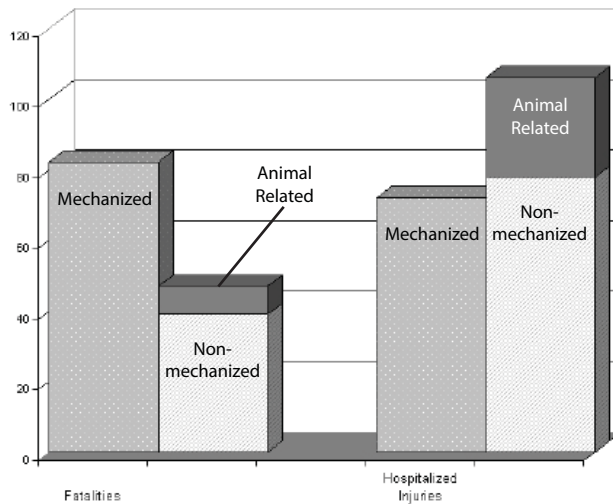 120
100
80
60
40
20
0
Mechanized
Animal
Related
Non-
mechanized
Mechanized
Animal
Related
Non-
mechanized
Fatalities
Hospitalized
Injuries